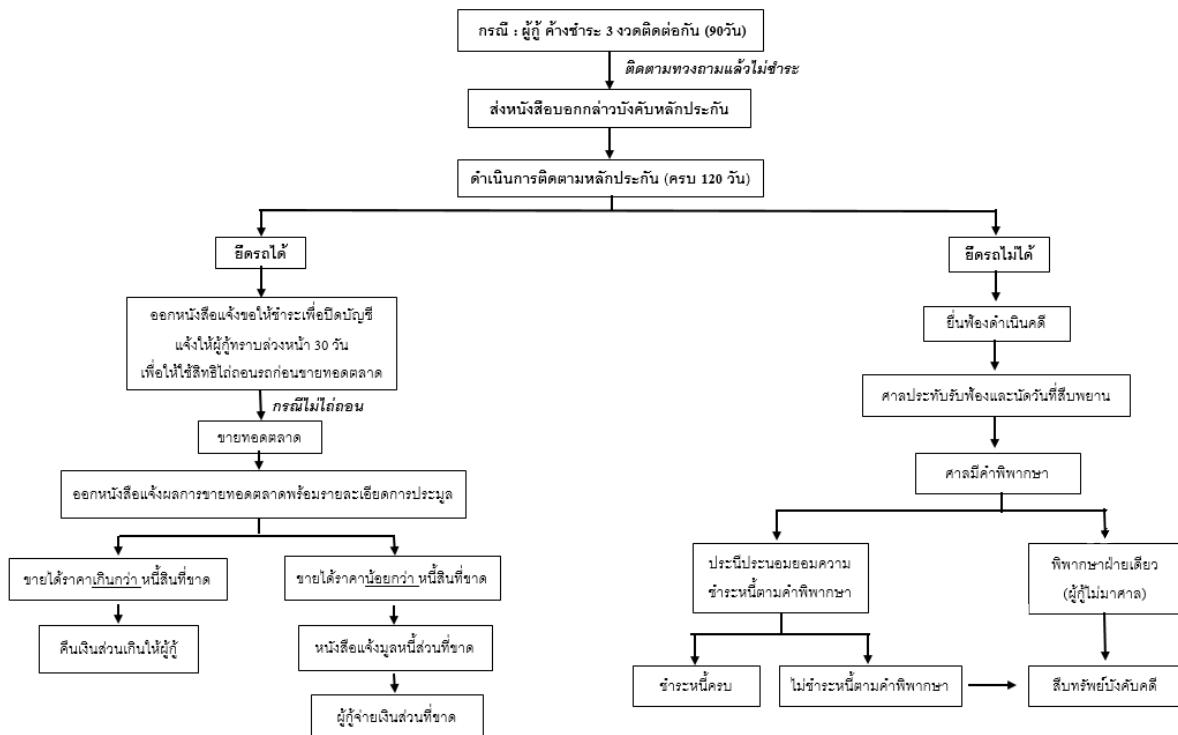 กรณี : ผู้กู้ ค้างชำระ 3 งวดติดต่อกัน (90วัน)
ติดตามทวงถามแล้วไม่ชำระ
ส่งหนังสือบอกกล่าวบังคับหลักประกัน
ดำเนินการติดตามหลักประกัน (ครบ 120 วัน)
ยึดรถได้
ออกหนังสือแจ้งขอให้ชำระเพื่อปิดบัญชี
แจ้งให้ผู้กู้ทราบล่วงหน้า 30 วัน
เพื่อให้ใช้สิทธิไถ่ถอนรถก่อนขายทอดตลาด
กรณีไม่ไถ่ถอน
ขายทอดตลาด
ออกหนังสือแจ้งผลการขายทอดตลาดพร้อมรายละเอียดการประมูล
ขายได้ราคาเกินกว่า หนี้สินที่ขาด
คืนเงินส่วนเกินให้ผู้กู้
ขายได้ราคาน้อยกว่า หนี้สินที่ขาด
หนังสือแจ้งมูลหนี้ส่วนที่ขาด
ผู้กู้จ่ายเงินส่วนที่ขาด
ยึดรถไม่ได้
ยื่นฟ้องดำเนินคดี
ศาลประทับรับฟ้องและนัดวันที่สืบพยาน
ศาลมีคำพิพากษา
ประนีประนอมยอมความ
ชำระหนี้ตามคำพิพากษา
ชำระหนี้ครบ
ไม่ชำระหนี้ตามคำพิพากษา
พิพากษาฝ่ายเดียว
(ผู้กู้ไม่มาศาล)
สืบทรัพย์บังคับคดี